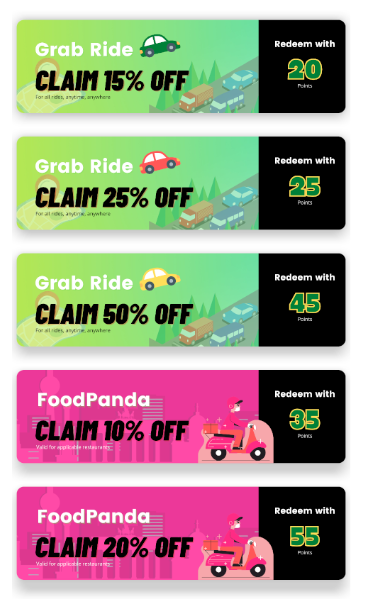 Grab Ride
CLAIM 15% OFF
For all rides, anytime, anywhere
Redeem with
20
Points
Grab Ride
CLAIM 25% OFF
For all rides, anytime, anywhere
Redeem with
25
Points
Grab Ride
CLAIM 50% OFF
For all rides, anytime, anywhere
Redeem with
45
Points
FoodPanda
CLAIM 10% OFF
Valid for applicable restaurants
Redeem with
35
Points
FoodPanda
CLAIM 20% OFF
Valid for applicable restaurants
Redeem with
55
Points